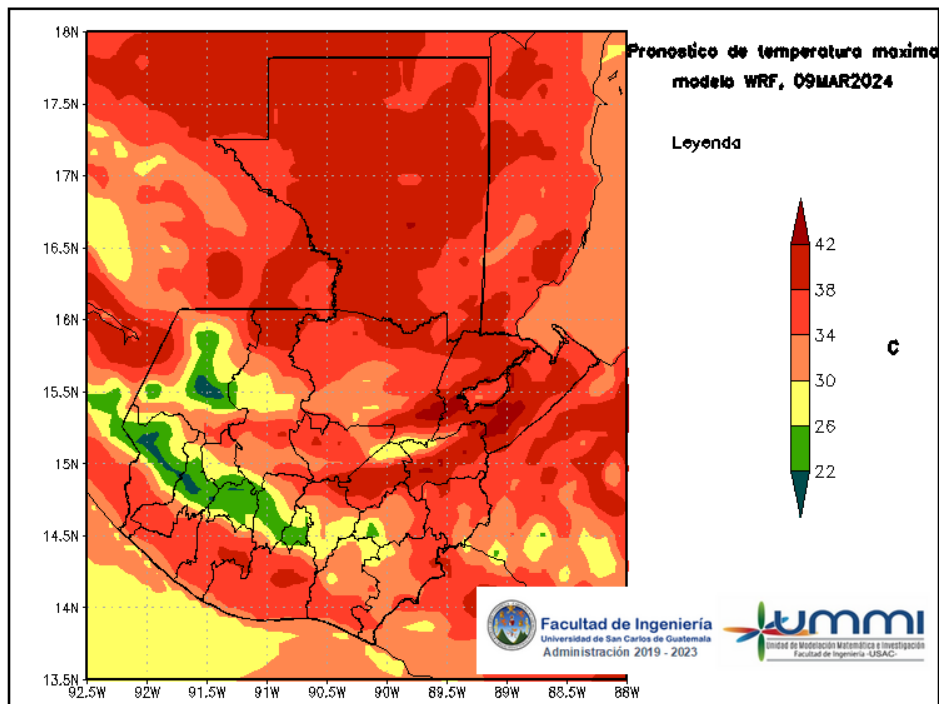 Pronostico de temperatura maxima
modelo WRF, 09MAR2024
Leyenda
18N
17.5N
17N
16.5N
16N
15.5N
15N
14.5N
14N
13.5N
92.5W 92W 91.5W 91W 90.5W 90W 89.5W 89W 88.5W 88W
42
38
34
30
26
22
C
Facultad de Ingeniería
Universidad de San Carlos de Guatemala
Administración 2019 - 2023
UMMI
Unidad de Modelación Matemática e Investigación
Facultad de Ingeniería -USAC-